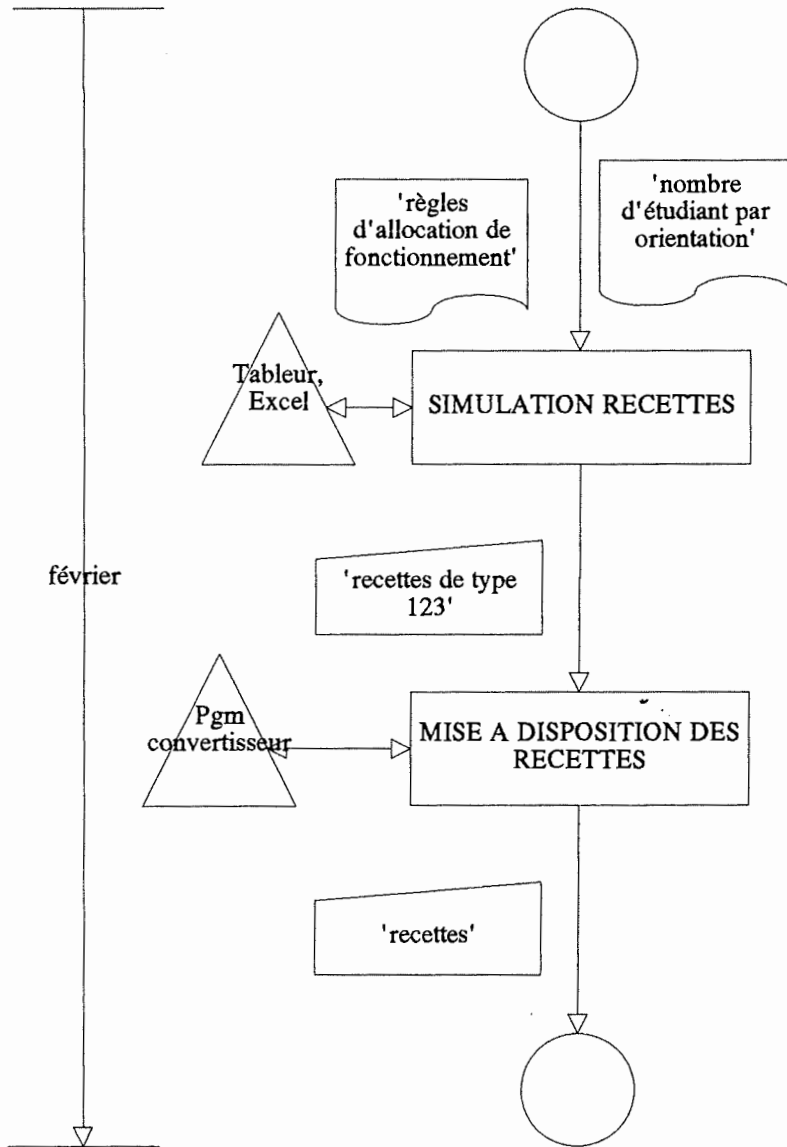 'règles
d'allocation de
fonctionnement'
'nombre
d'étudiant par
orientation'
Tableur,
Excel
SIMULATION RECETTES
février
'recettes de type
123'
Pgm
convertisseur
MISE A DISPOSITION DES
RECETTES
'recettes'